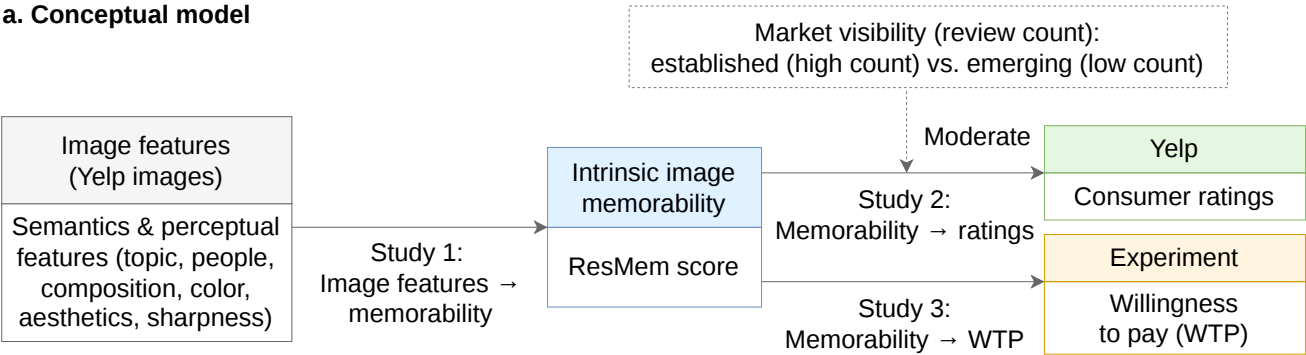 a. Conceptual model
Market visibility (review count):
established (high count) vs. emerging (low count)
Image features
(Yelp images)
Semantics & perceptual
features (topic, people,
composition, color,
aesthetics, sharpness)
Study 1:
Image features →
memorability
Intrinsic image
memorability
ResMem score
Moderate
Study 2:
Memorability → ratings
Yelp
Consumer ratings
Study 3:
Memorability → WTP
Experiment
Willingness
to pay (WTP)